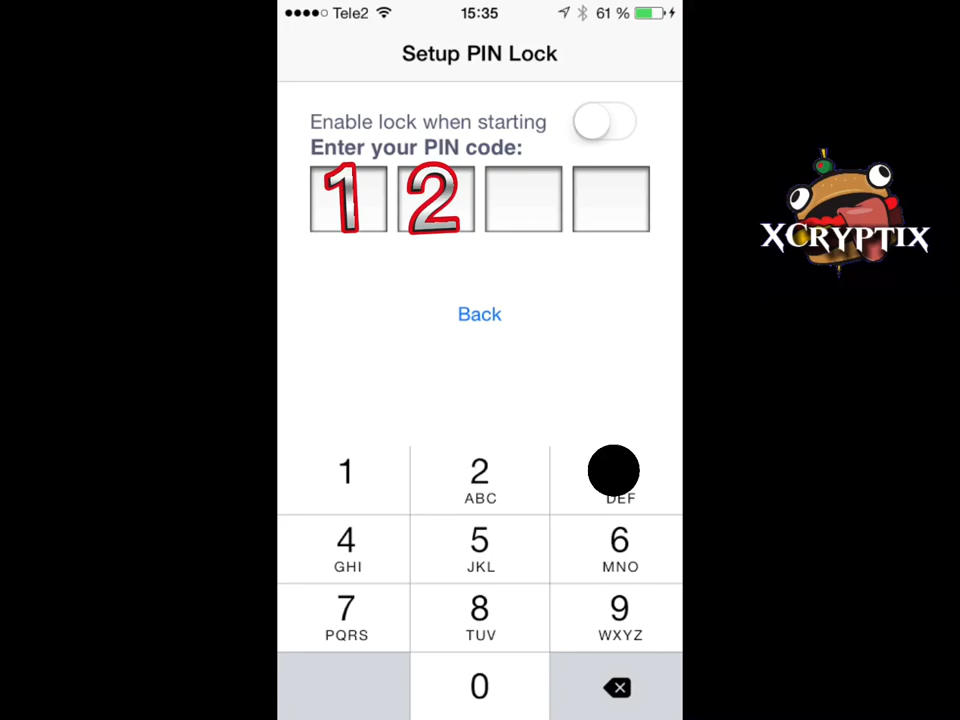 Tele2 15:35 61 %
Setup PIN Lock
Enable lock when starting
Enter your PIN code:
1 2
XCRYPTIX
Back
1 2
ABC DEF
4 5 6
GHI JKL MNO
7 8 9
PQRS TUV WXYZ
0